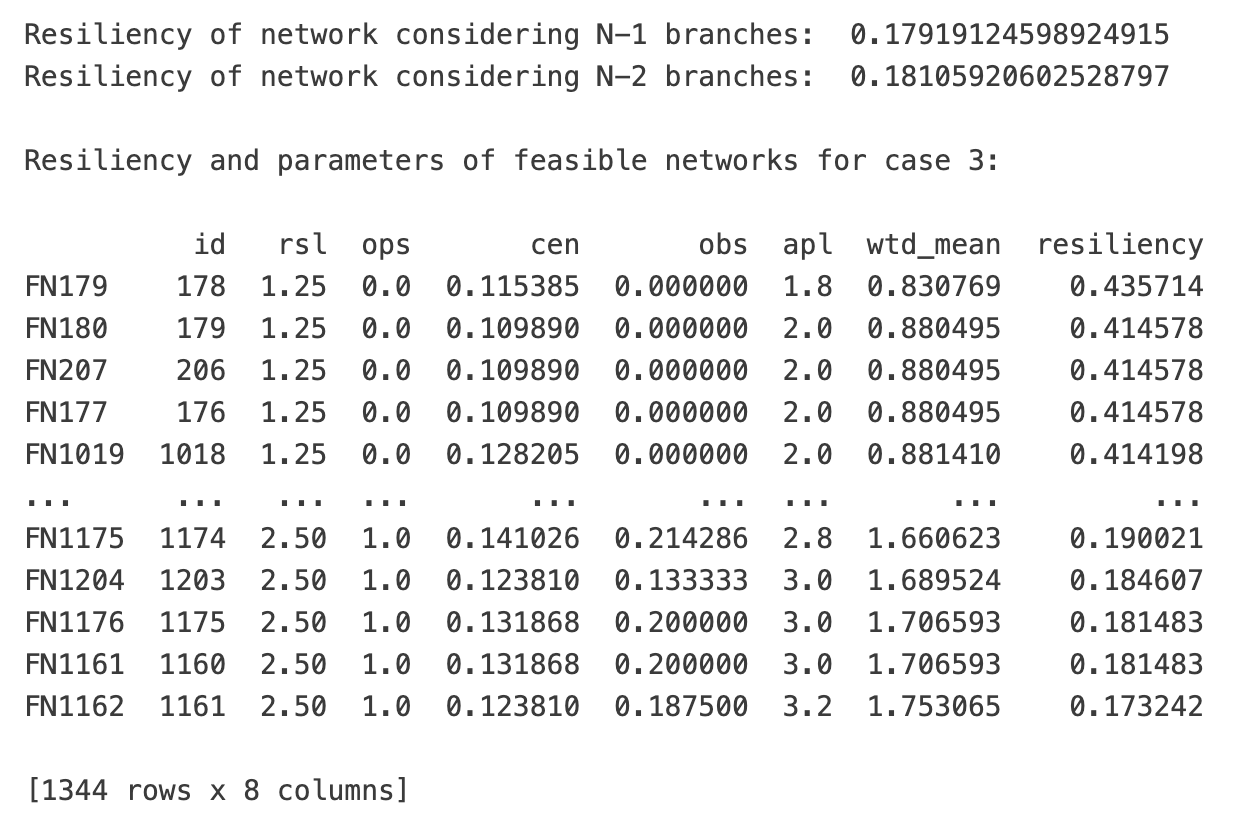 Resiliency of network considering N-1 branches:  0.17919124598924915
Resiliency of network considering N-2 branches:  0.18105920602528797

Resiliency and parameters of feasible networks for case 3:

          id   rsl  ops       cen       obs  apl  wtd_mean  resiliency
FN179    178  1.25  0.0  0.115385  0.000000  1.8  0.830769    0.435714
FN180    179  1.25  0.0  0.109890  0.000000  2.0  0.880495    0.414578
FN207    206  1.25  0.0  0.109890  0.000000  2.0  0.880495    0.414578
FN177    176  1.25  0.0  0.109890  0.000000  2.0  0.880495    0.414578
FN1019  1018  1.25  0.0  0.128205  0.000000  2.0  0.881410    0.414198
...      ...   ...  ...       ...       ...  ...       ...         ...
FN1175  1174  2.50  1.0  0.141026  0.214286  2.8  1.660623    0.190021
FN1204  1203  2.50  1.0  0.123810  0.133333  3.0  1.689524    0.184607
FN1176  1175  2.50  1.0  0.131868  0.200000  3.0  1.706593    0.181483
FN1161  1160  2.50  1.0  0.131868  0.200000  3.0  1.706593    0.181483
FN1162  1161  2.50  1.0  0.123810  0.187500  3.2  1.753065    0.173242

[1344 rows x 8 columns]